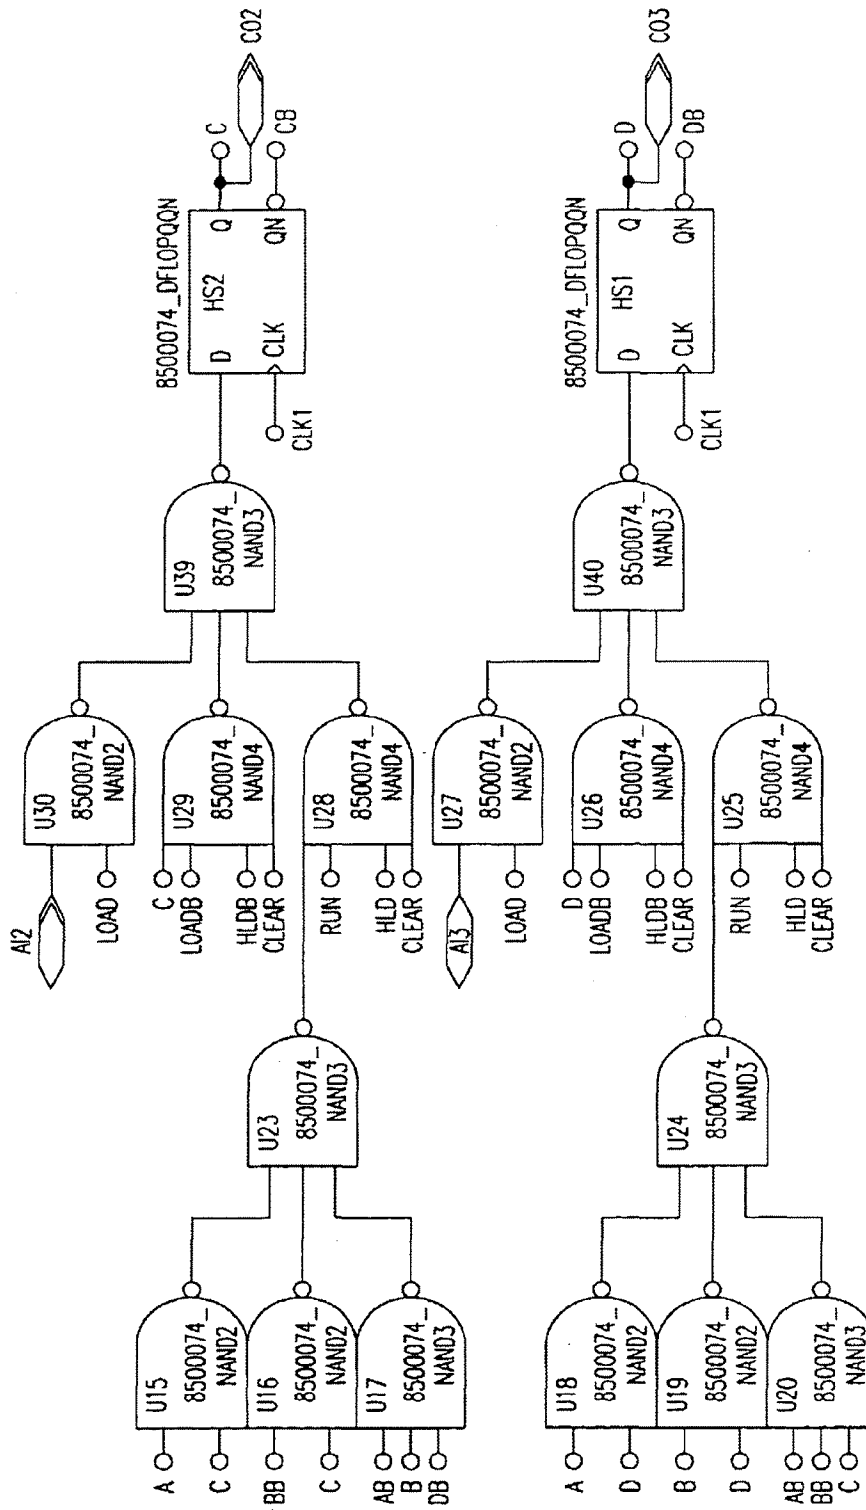 A
C
BB
C
AB
B
DB
U15
8500074_
NAND2
U16
8500074_
NAND2
U17
8500074_
NAND3
U23
8500074_
NAND3
AI2
LOAD
C
LOADB
HLDB
CLEAR
RUN
HLD
CLEAR
U30
8500074_
NAND2
U29
8500074_
NAND4
U28
8500074_
NAND4
U39
8500074_
NAND3
8500074_DFLOPQQN
D
HS2
Q
CLK
QN
CLK1
C
CB
CO2
A
D
B
D
AB
BB
C
U18
8500074_
NAND2
U19
8500074_
NAND2
U20
8500074_
NAND3
U24
8500074_
NAND3
AI3
LOAD
D
LOADB
HLDB
CLEAR
RUN
HLD
CLEAR
U27
8500074_
NAND2
U26
8500074_
NAND4
U25
8500074_
NAND4
U40
8500074_
NAND3
8500074_DFLOPQQN
D
HS1
Q
CLK
QN
CLK1
D
DB
CO3